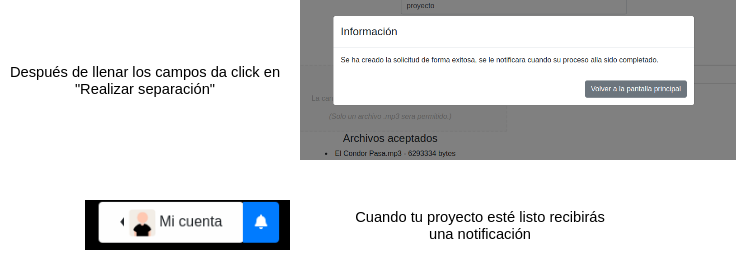 proyecto
Información
Se ha creado la solicitud de forma exitosa, se le notificara cuando su proceso alla sido completado.
Volver a la pantalla principal
Después de llenar los campos da click en
"Realizar separación"
(Solo un archivo .mp3 sera permitido.)
Archivos aceptados
El Condor Pasa.mp3 - 6293334 bytes
Mi cuenta
Cuando tu proyecto esté listo recibirás
una notificación